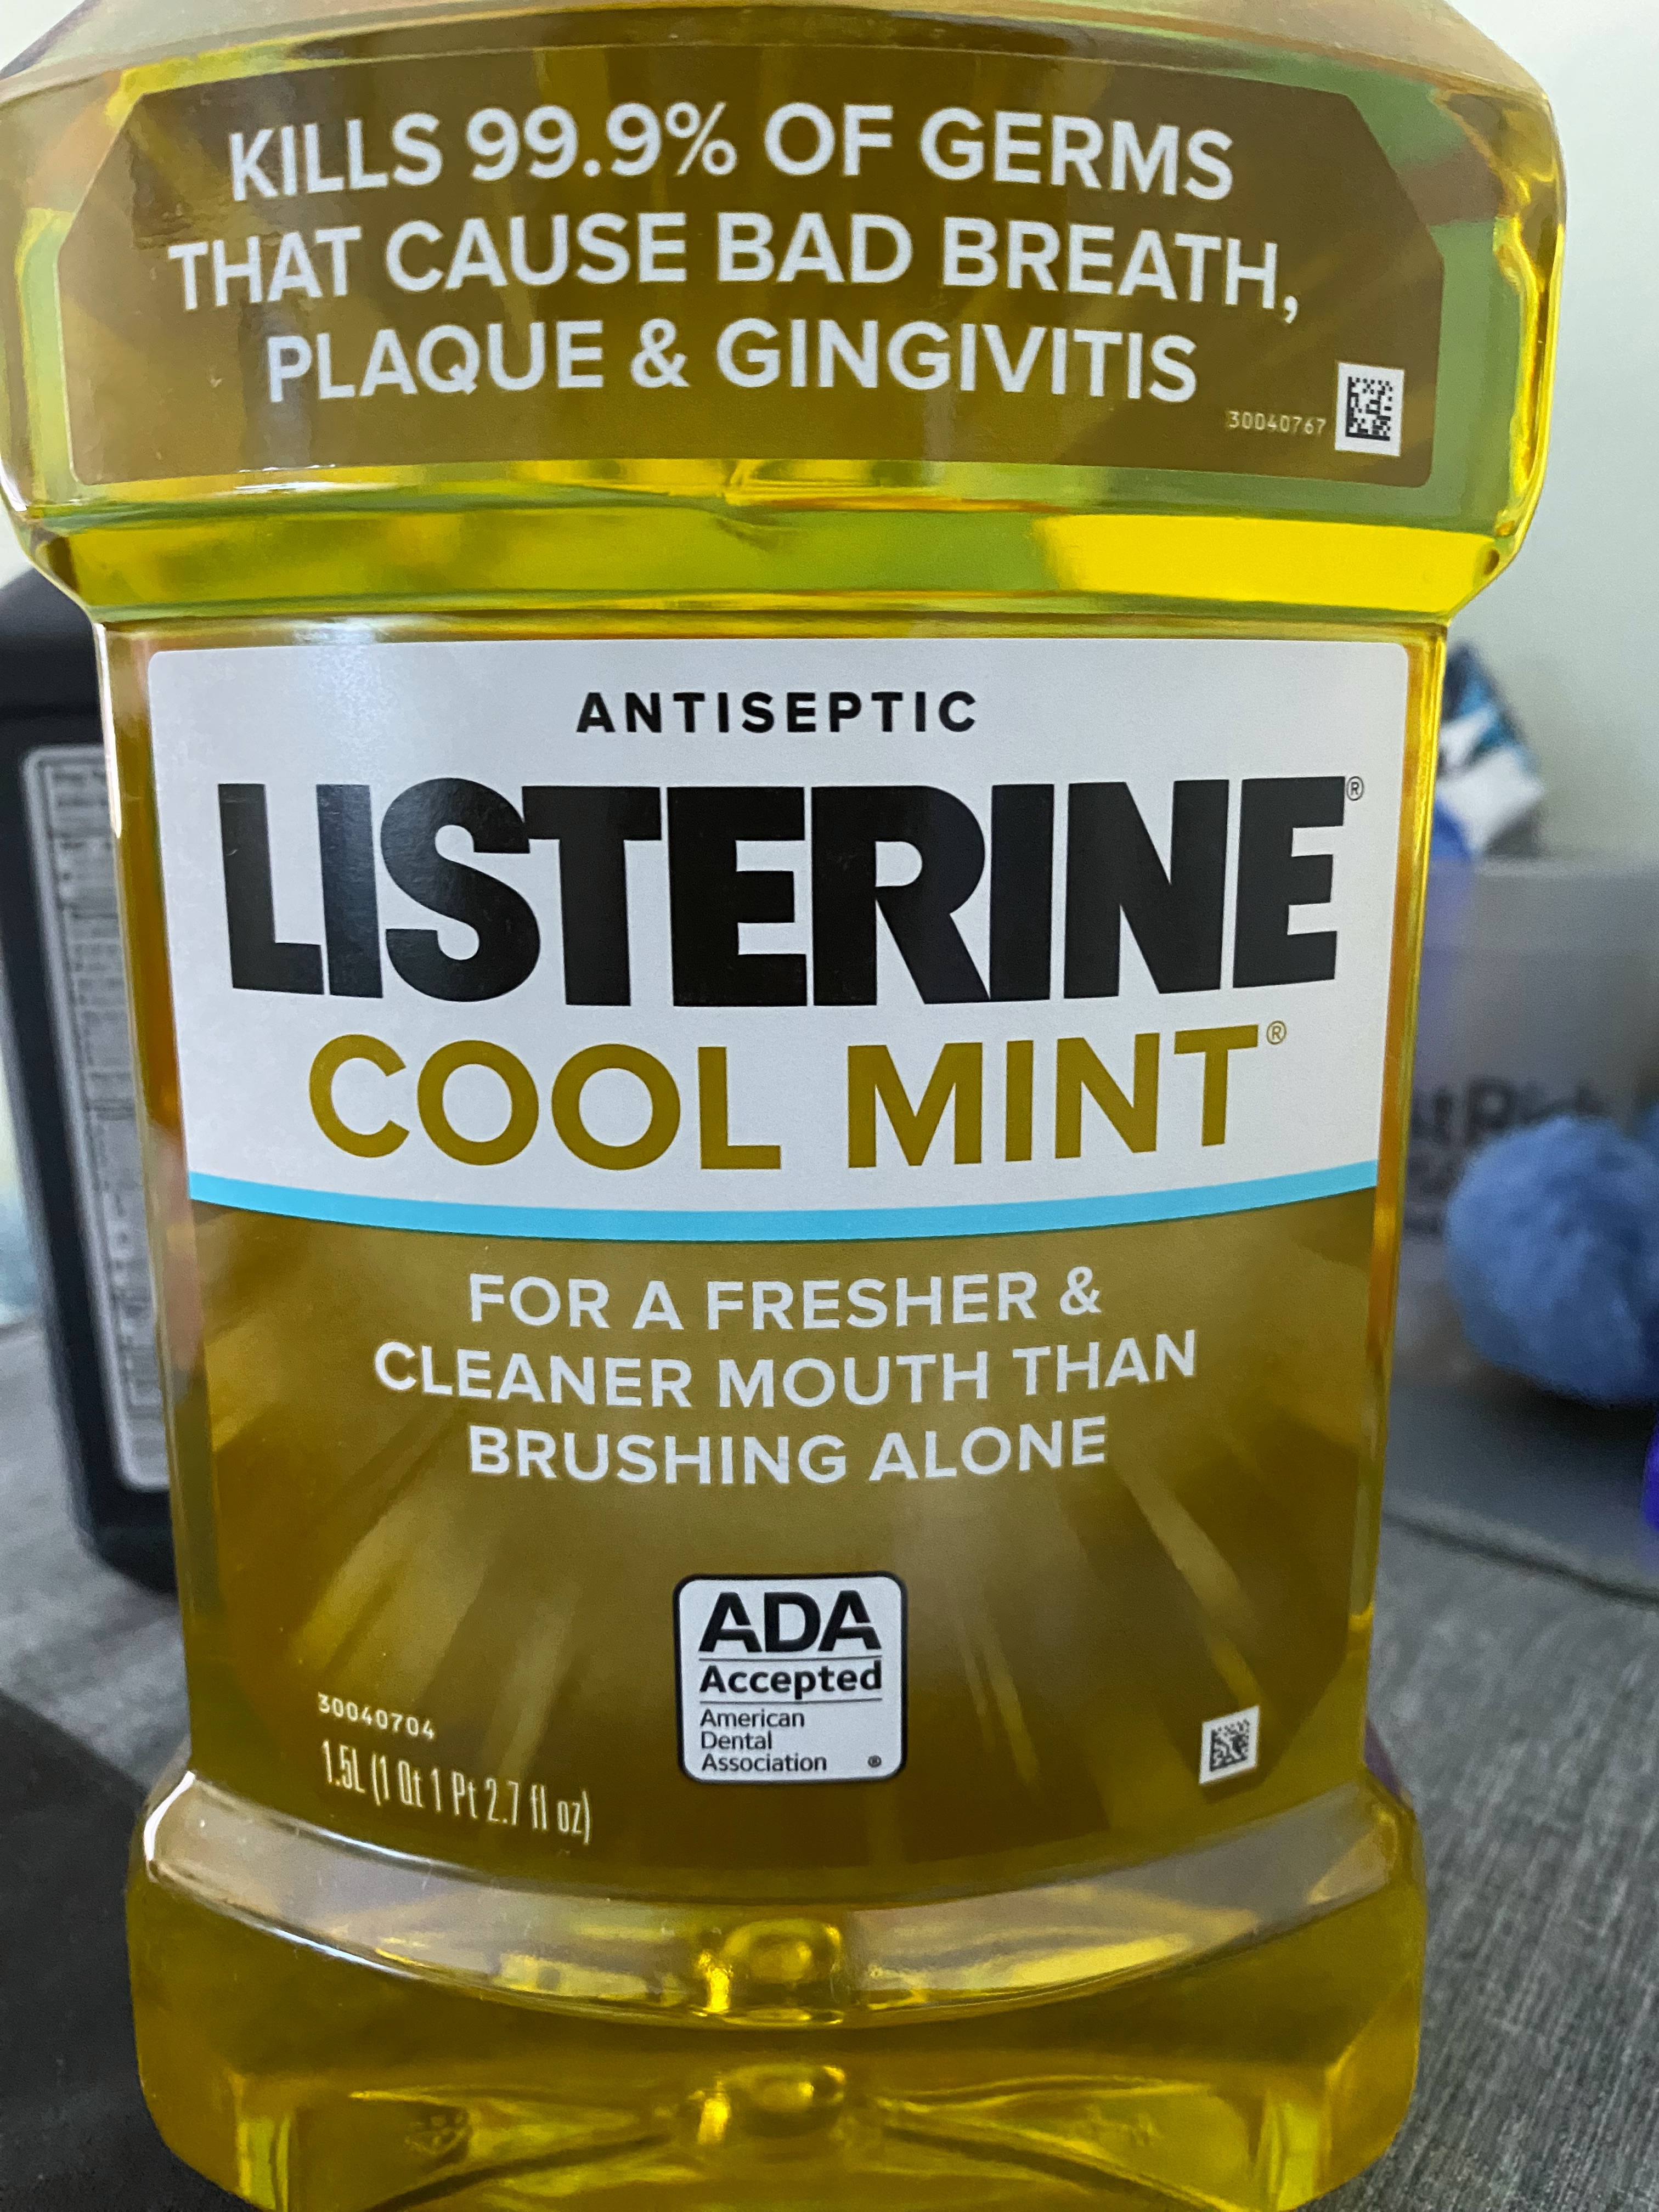 KILLS 99.9% OF GERMS
THAT CAUSE BAD BREATH,
PLAQUE & GINGIVITIS
30040767
ANTISEPTIC
LISTERINE®
COOL MINT®
FOR A FRESHER &
CLEANER MOUTH THAN
BRUSHING ALONE
ADA
Accepted
American
Dental
Association ®
30040704
1.5L (1 Qt 1 Pt 2.7 fl oz)